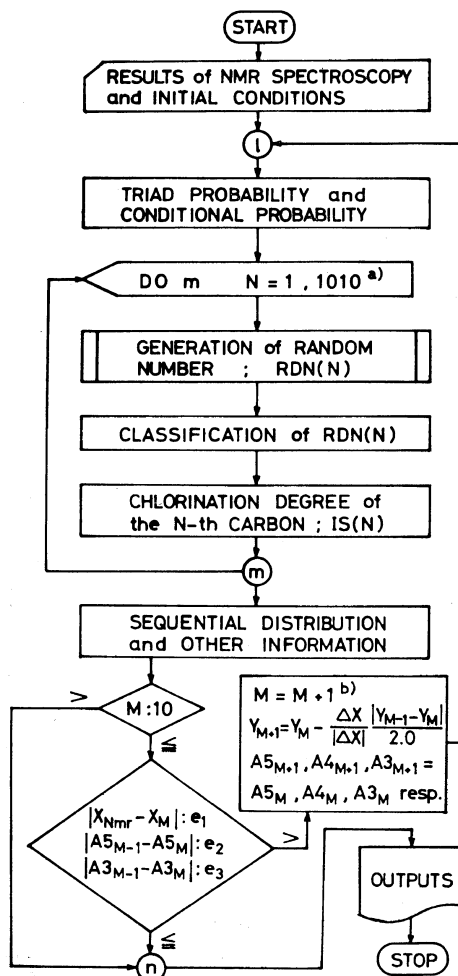 START
RESULTS of NMR SPECTROSCOPY
and INITIAL CONDITIONS
l
TRIAD PROBABILITY and
CONDITIONAL PROBABILITY
DO m N = 1 , 1010 a)
GENERATION of RANDOM
NUMBER ; RDN(N)
CLASSIFICATION of RDN(N)
CHLORINATION DEGREE of
the N-th CARBON ; IS(N)
m
SEQUENTIAL DISTRIBUTION
and OTHER INFORMATION
>
M : 10
≦
M = M + 1 b)
Y_{M+1} = Y_M - \frac{ΔX}{|ΔX|} \frac{|Y_{M-1} - Y_M|}{2.0}
A5_{M+1} , A4_{M+1} , A3_{M+1} =
A5_M , A4_M , A3_M resp.
|X_{Nmr} - X_M| : e_1
|A5_{M-1} - A5_M| : e_2
|A3_{M-1} - A3_M| : e_3
>
≦
n
OUTPUTS
STOP